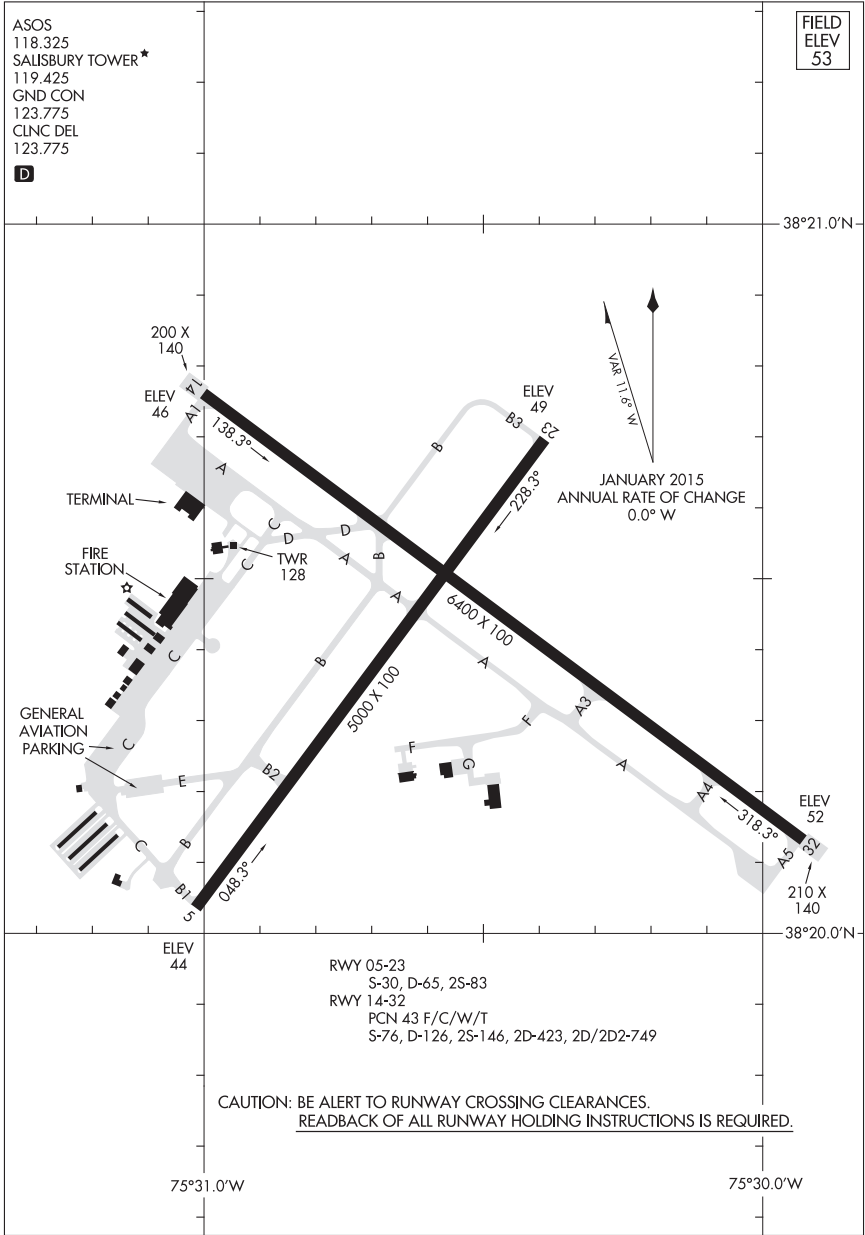 ASOS
118.325
SALISBURY TOWER★
119.425
GND CON
123.775
CLNC DEL
123.775
D
FIELD
ELEV
53
38°21.0'N
200 X
140
14
ELEV
46
A1
138.3°
ELEV
49
B3
23
228.3°
VAR 11.6° W
JANUARY 2015
ANNUAL RATE OF CHANGE
0.0° W
B
A
TERMINAL
C
D
D
C
TWR
128
A
B
FIRE
STATION
A
6400 X 100
C
B
A
5000 X 100
A3
GENERAL
AVIATION
PARKING
C
F
F
G
A
E
B2
A4
318.3°
ELEV
52
32
A5
210 X
140
C
B
B1
048.3°
5
38°20.0'N
ELEV
44
RWY 05-23
S-30, D-65, 2S-83
RWY 14-32
PCN 43 F/C/W/T
S-76, D-126, 2S-146, 2D-423, 2D/2D2-749
CAUTION: BE ALERT TO RUNWAY CROSSING CLEARANCES.
READBACK OF ALL RUNWAY HOLDING INSTRUCTIONS IS REQUIRED.
75°31.0'W
75°30.0'W